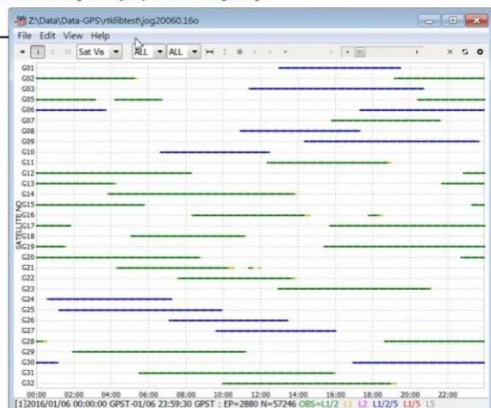 Z:\Data\Data-GPS\rtklibtest\jog20060.16o
File Edit View Help
Sat Vis ALL ALL
SATELLITE NO
G01
G02
G03
G05
G06
G07
G08
G09
G10
G11
G12
G13
G14
G15
G16
G17
G18
G19
G20
G21
G22
G23
G24
G25
G26
G27
G28
G29
G30
G31
G32
00:00 02:00 04:00 06:00 08:00 10:00 12:00 14:00 16:00 18:00 20:00 22:00
[1]2016/01/06 00:00:00 GPST-01/06 23:59:30 GPST : EP=2880 N=57246 OBS=L1/2 L1 L2 L1/2/5 L1/5 L5